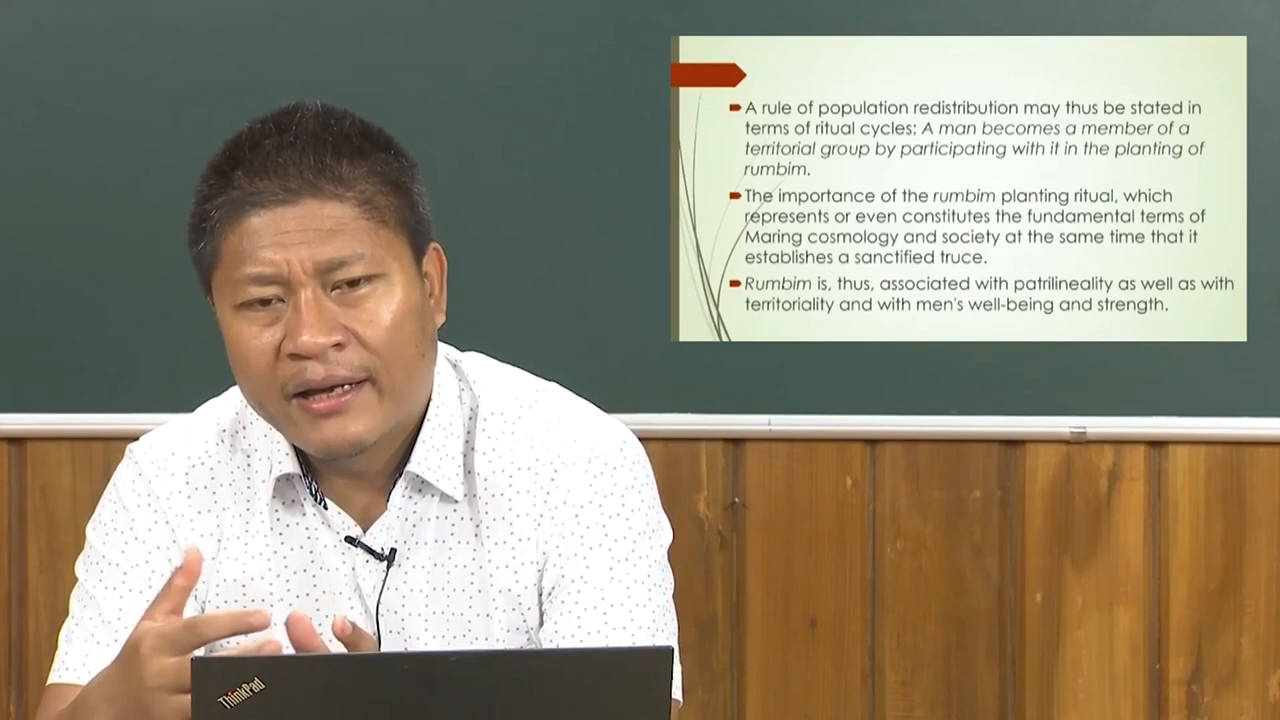 A rule of population redistribution may thus be stated in
terms of ritual cycles: A man becomes a member of a
territorial group by participating with it in the planting of
rumbim.
The importance of the rumbim planting ritual, which
represents or even constitutes the fundamental terms of
Maring cosmology and society at the same time that it
establishes a sanctified truce.
Rumbim is, thus, associated with patrilineality as well as with
territoriality and with men's well-being and strength.
ThinkPad